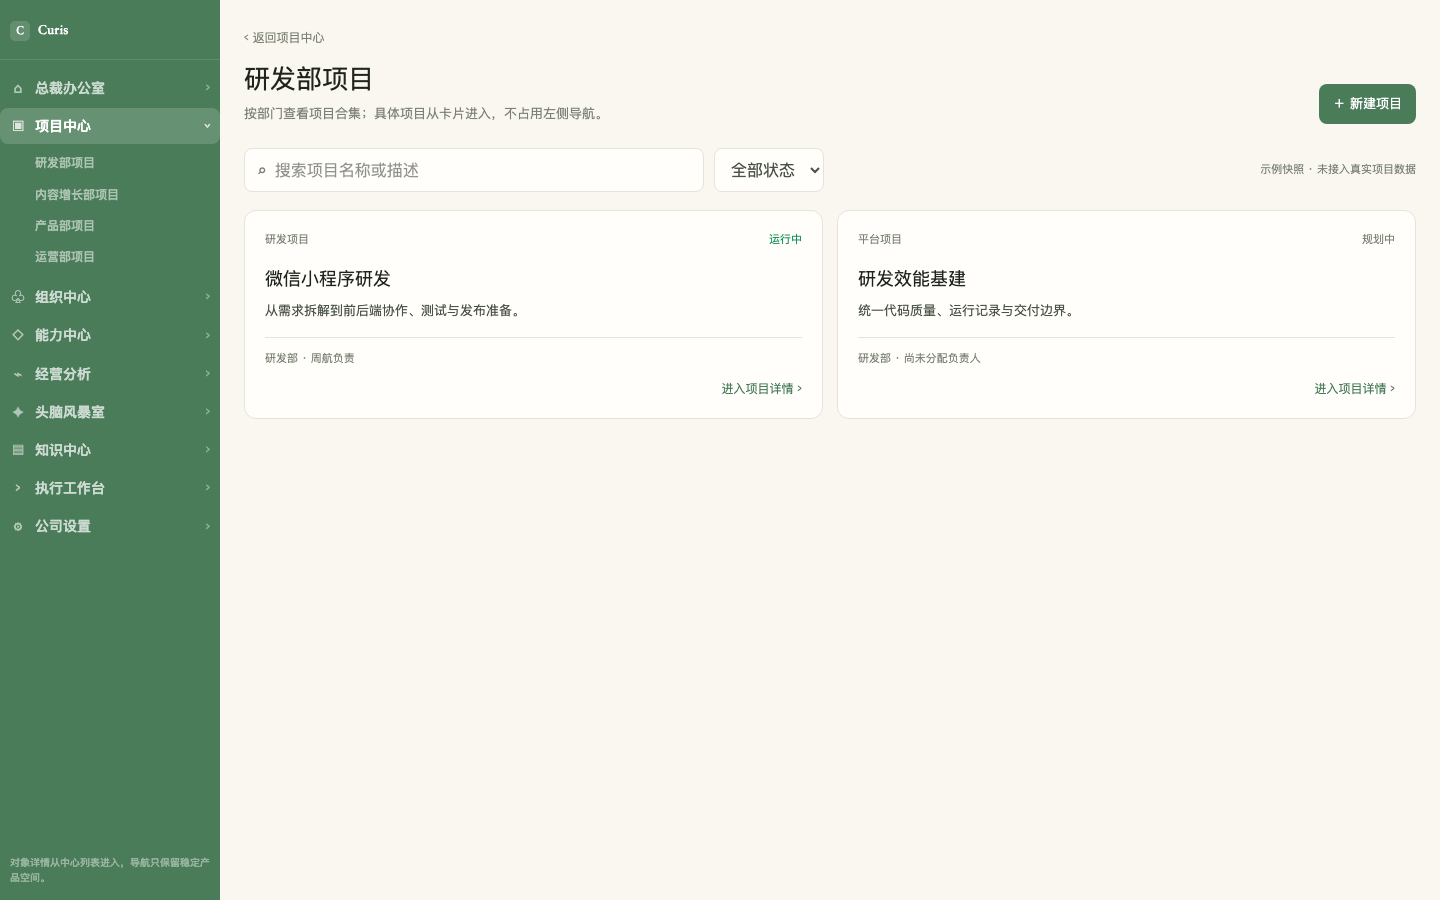 C Curis
总裁办公室
项目中心
研发部项目
内容增长部项目
产品部项目
运营部项目
组织中心
能力中心
经营分析
头脑风暴室
知识中心
执行工作台
公司设置
对象详情从中心列表进入，导航只保留稳定产
品空间。
‹ 返回项目中心
研发部项目
按部门查看项目合集；具体项目从卡片进入，不占用左侧导航。
＋ 新建项目
搜索项目名称或描述
全部状态
示例快照 · 未接入真实项目数据
研发项目
运行中
微信小程序研发
从需求拆解到前后端协作、测试与发布准备。
研发部 · 周航负责
进入项目详情 ›
平台项目
规划中
研发效能基建
统一代码质量、运行记录与交付边界。
研发部 · 尚未分配负责人
进入项目详情 ›